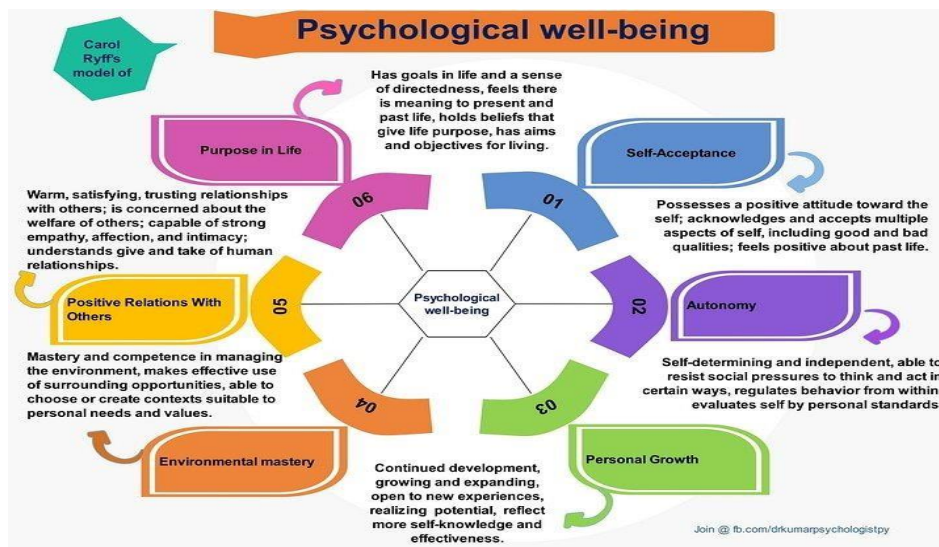 Psychological well-being
Carol
Ryff's
model of
Has goals in life and a sense
of directedness, feels there
is meaning to present and
past life, holds beliefs that
give life purpose, has aims
and objectives for living.
Purpose in Life
06
01
Self-Acceptance
Possesses a positive attitude toward the
self; acknowledges and accepts multiple
aspects of self, including good and bad
qualities; feels positive about past life.
Warm, satisfying, trusting relationships
with others; is concerned about the
welfare of others; capable of strong
empathy, affection, and intimacy;
understands give and take of human
relationships.
Positive Relations With
Others
05
Psychological
well-being
02
Autonomy
Self-determining and independent, able to
resist social pressures to think and act in
certain ways, regulates behavior from within
evaluates self by personal standards
Mastery and competence in managing
the environment, makes effective use
of surrounding opportunities, able to
choose or create contexts suitable to
personal needs and values.
04
03
Environmental mastery
Personal Growth
Continued development,
growing and expanding,
open to new experiences,
realizing potential, reflect
more self-knowledge and
effectiveness.
Join @ fb.com/drkumarpsychologistpy